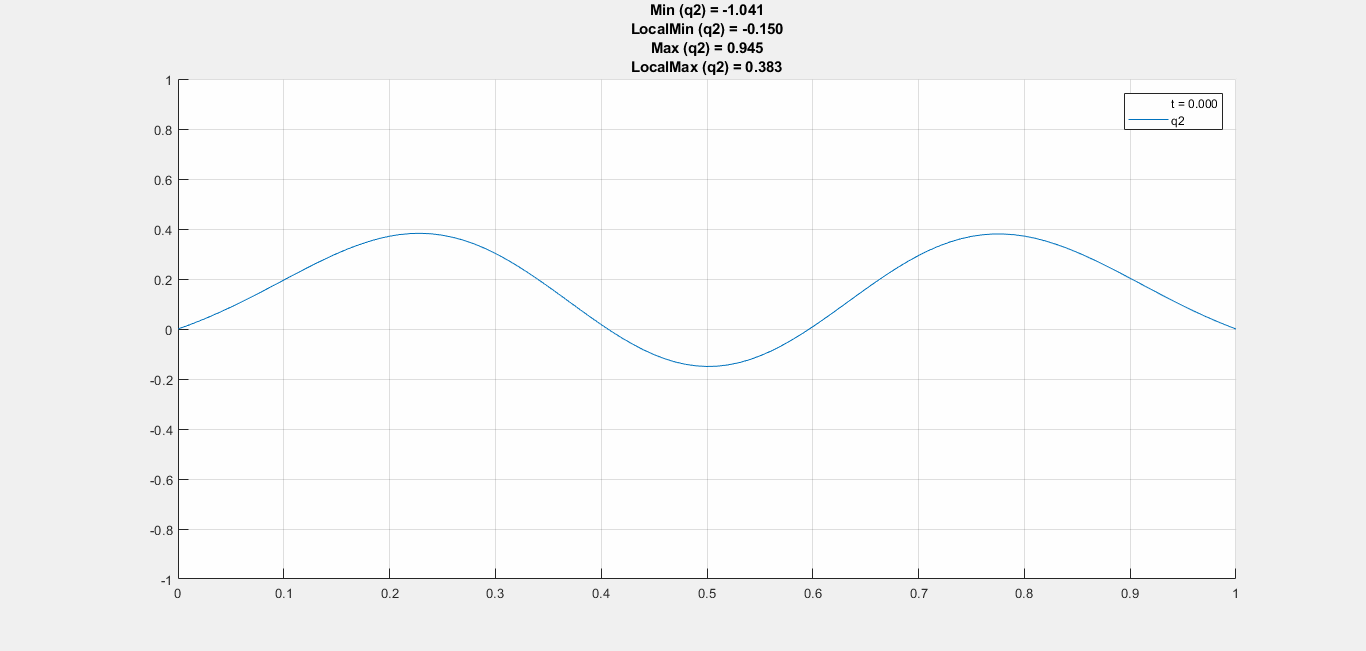 Min (q2) = -1.041
LocalMin (q2) = -0.150
Max (q2) = 0.945
LocalMax (q2) = 0.383
t = 0.000
q2
1
0.8
0.6
0.4
0.2
0
-0.2
-0.4
-0.6
-0.8
-1
0 0.1 0.2 0.3 0.4 0.5 0.6 0.7 0.8 0.9 1